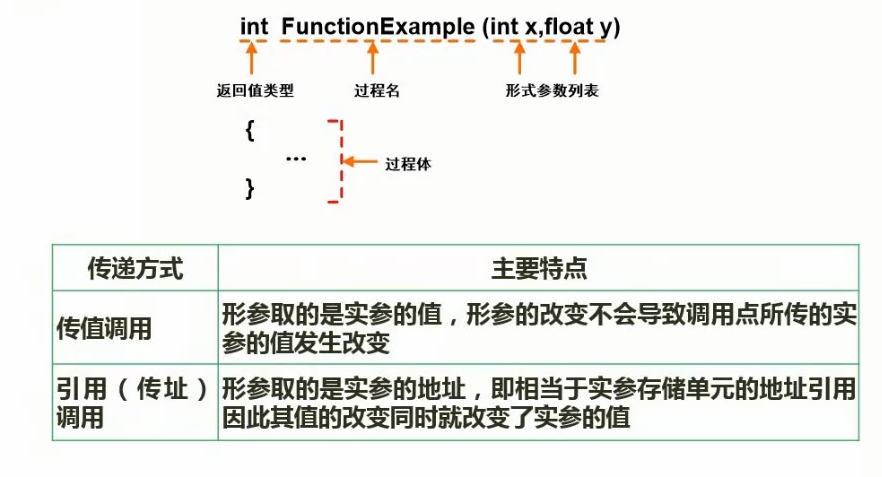 int FunctionExample (int x,float y)
返回值类型 过程名 形式参数列表
{
... 过程体
}
传递方式 主要特点
传值调用 形参取的是实参的值，形参的改变不会导致调用点所传的实
参的值发生改变
引用（传址） 形参取的是实参的地址，即相当于实参存储单元的地址引用
调用 因此其值的改变同时就改变了实参的值